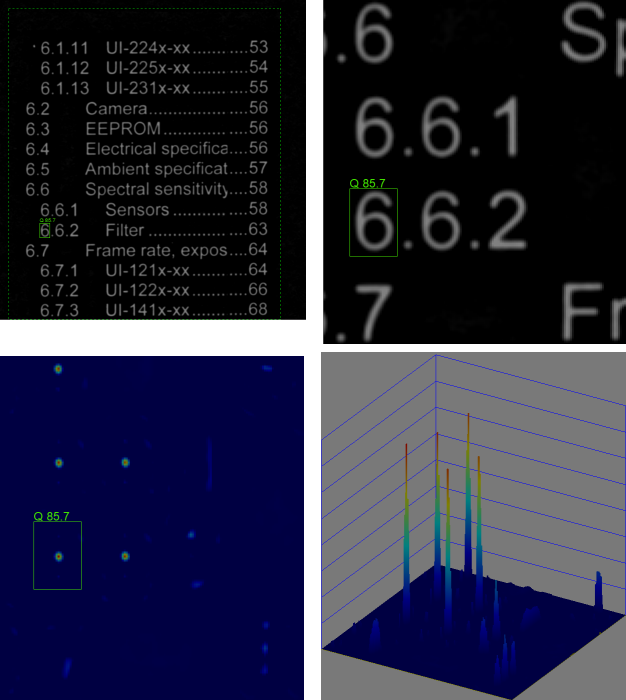 6.1.11 UI-224x-xx........ ....53
6.1.12 UI-225x-xx........ ....54
6.1.13 UI-231x-xx........ ....55
6.2 Camera.................... ....56
6.3 EEPROM................. ....56
6.4 Electrical specifica... ....56
6.5 Ambient specificat....57
6.6 Spectral sensitivity....58
6.6.1 Sensors ............. ....58
Q 85.7
6.6.2 Filter .................. ....63
6.7 Frame rate, expos....64
6.7.1 UI-121x-xx........ ....64
6.7.2 UI-122x-xx........ ....66
6.7.3 UI-141x-xx........ ....68
.6 Sp
6.6.1
Q 85.7
6.6.2
.7 Fr
Q 85.7